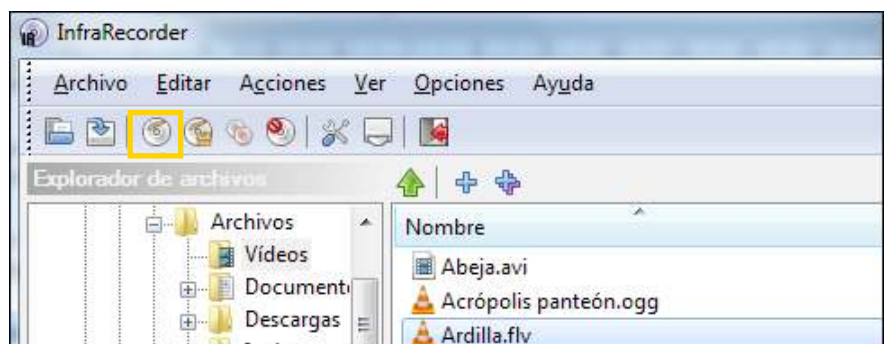 InfraRecorder
Archivo Editar Acciones Ver Opciones Ayuda
Explorador de archivos
Archivos
Vídeos
Document
Descargas
Nombre
Abeja.avi
Acrópolis panteón.ogg
Ardilla.flv